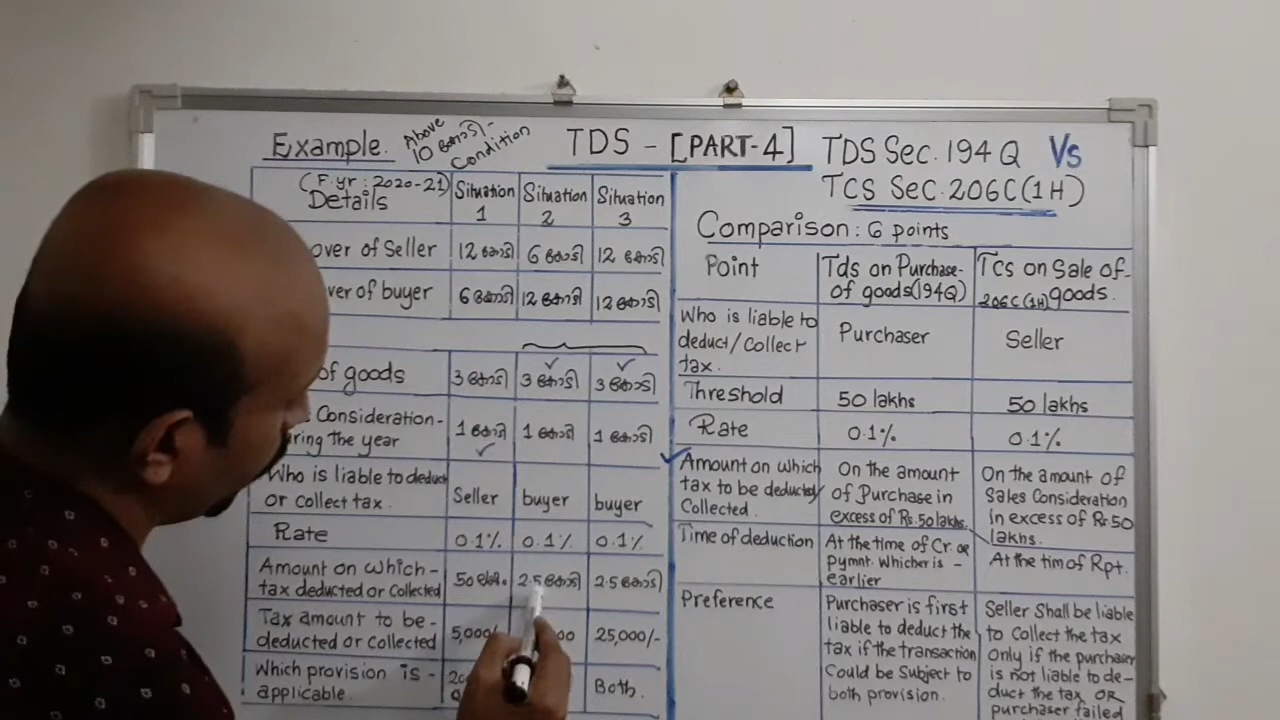 Example.
Above
10 കോടി -
Condition
TDS - [PART-4]
TDS Sec. 194 Q Vs
TCS Sec. 206C(1H)
(F.yr : 2020-21)
Details
Situation
1
Situation
2
Situation
3
over of Seller
12 കോടി
6 കോടി
12 കോടി
ver of buyer
6 കോടി
12 കോടി
12 കോടി
of goods
3 കോടി
3 കോടി
3 കോടി
Consideration-
ring the year
1 കോടി
1 കോടി
1 കോടി
Who is liable to deduct
or collect tax.
Seller
buyer
buyer
Rate
0.1%
0.1%
0.1%
Amount on which-
tax deducted or Collected
50
2.5 കോടി
2.5 കോടി
Tax amount to be-
deducted or collected
5,000/-
00
25,000/-
Which provision is-
applicable.
Both.
Comparison: 6 points
Point
Tds on Purchase-
of goods(194Q)
Tcs on Sale of-
206C(1H) goods.
Who is liable to
deduct/Collect
tax.
Purchaser
Seller
Threshold
50 lakhs
50 lakhs
Rate
0.1%
0.1%
Amount on which
tax to be deducted/
Collected.
On the amount
of Purchase in
excess of Rs. 50 lakhs.
On the amount of
Sales Consideration
in excess of Rs 50
lakhs.
Time of deduction
At the time of Cr. or
pymnt. Whicher is -
earlier
At the tim of Rpt.
Preference
Purchaser is first
liable to deduct the
tax if the transaction
Could be Subject to
both provision.
Seller Shall be liable
to Collect the tax
Only if the purchaser
is not liable to de-
duct the tax OR
purchaser failed